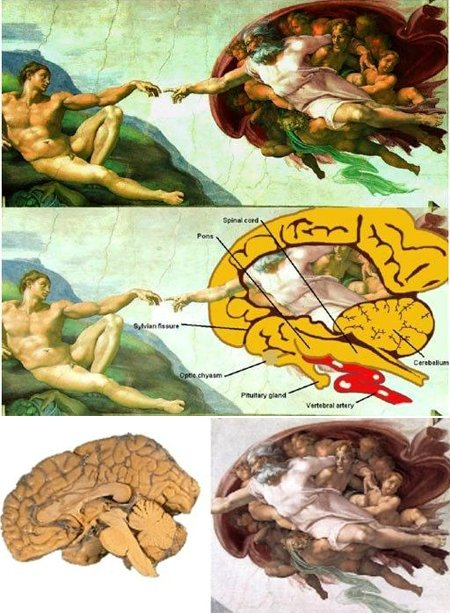 Spinal cord
Pons
Sylvian fissure
Cerebellum
Optic chyasm
Pituitary gland
Vertebral artery